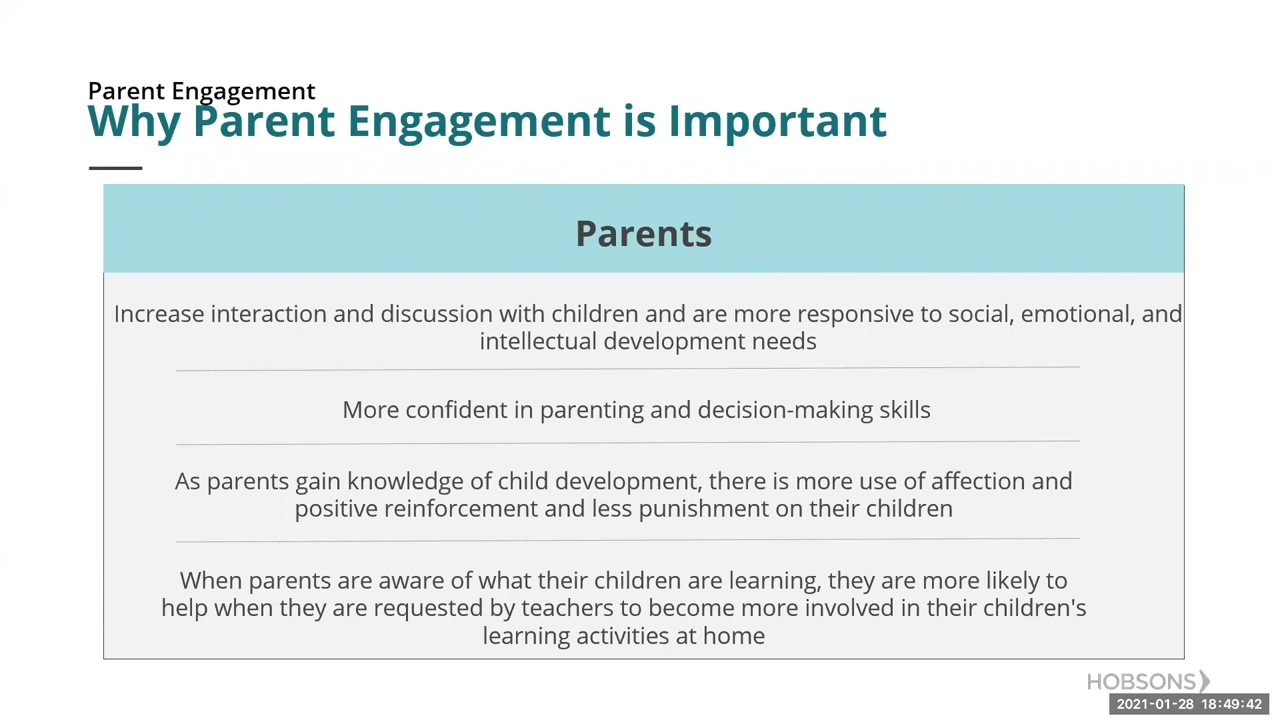 Parent Engagement
Why Parent Engagement is Important
Parents
Increase interaction and discussion with children and are more responsive to social, emotional, and
intellectual development needs
More confident in parenting and decision-making skills
As parents gain knowledge of child development, there is more use of affection and
positive reinforcement and less punishment on their children
When parents are aware of what their children are learning, they are more likely to
help when they are requested by teachers to become more involved in their children's
learning activities at home
HOBSONS
2021-01-28 18:49:42